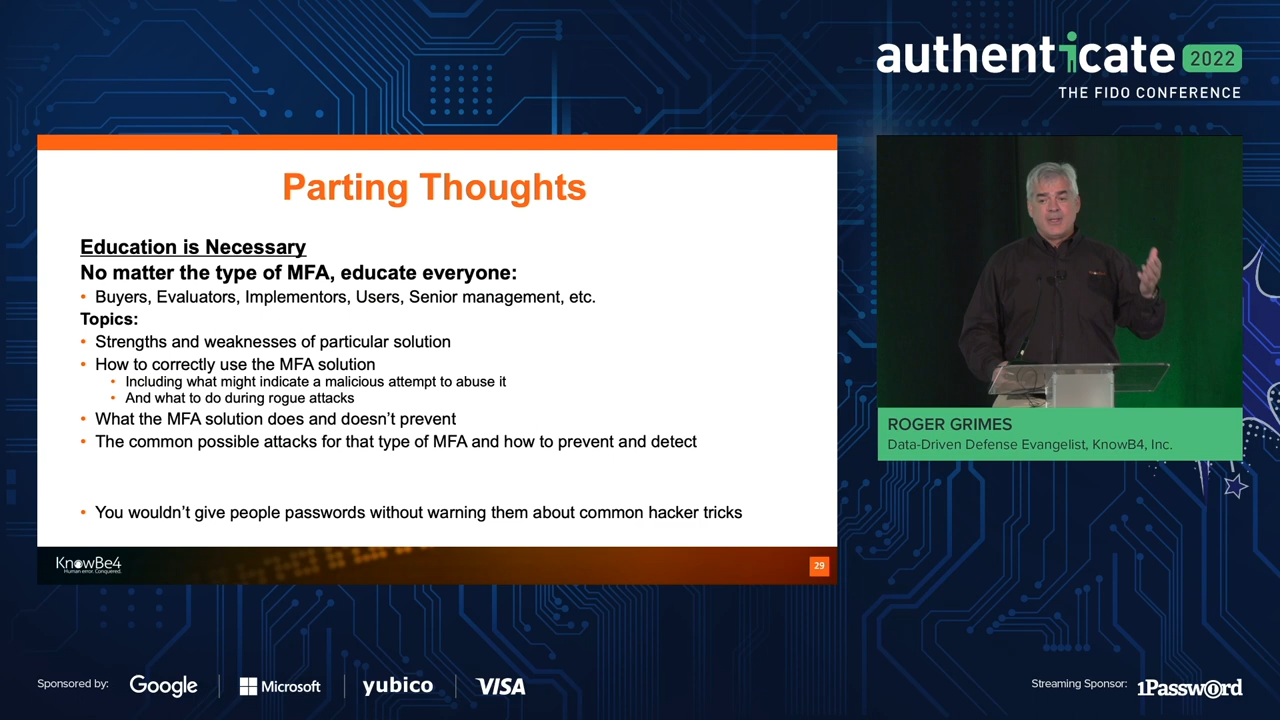 authenticate 2022
THE FIDO CONFERENCE
Parting Thoughts
Education is Necessary
No matter the type of MFA, educate everyone:
• Buyers, Evaluators, Implementors, Users, Senior management, etc.
Topics:
• Strengths and weaknesses of particular solution
• How to correctly use the MFA solution
• Including what might indicate a malicious attempt to abuse it
• And what to do during rogue attacks
• What the MFA solution does and doesn’t prevent
• The common possible attacks for that type of MFA and how to prevent and detect
• You wouldn’t give people passwords without warning them about common hacker tricks
KnowBe4
Human error. Conquered.
29
ROGER GRIMES
Data-Driven Defense Evangelist, KnowB4, Inc.
Sponsored by:
Google
Microsoft
yubico
VISA
Streaming Sponsor:
1Password